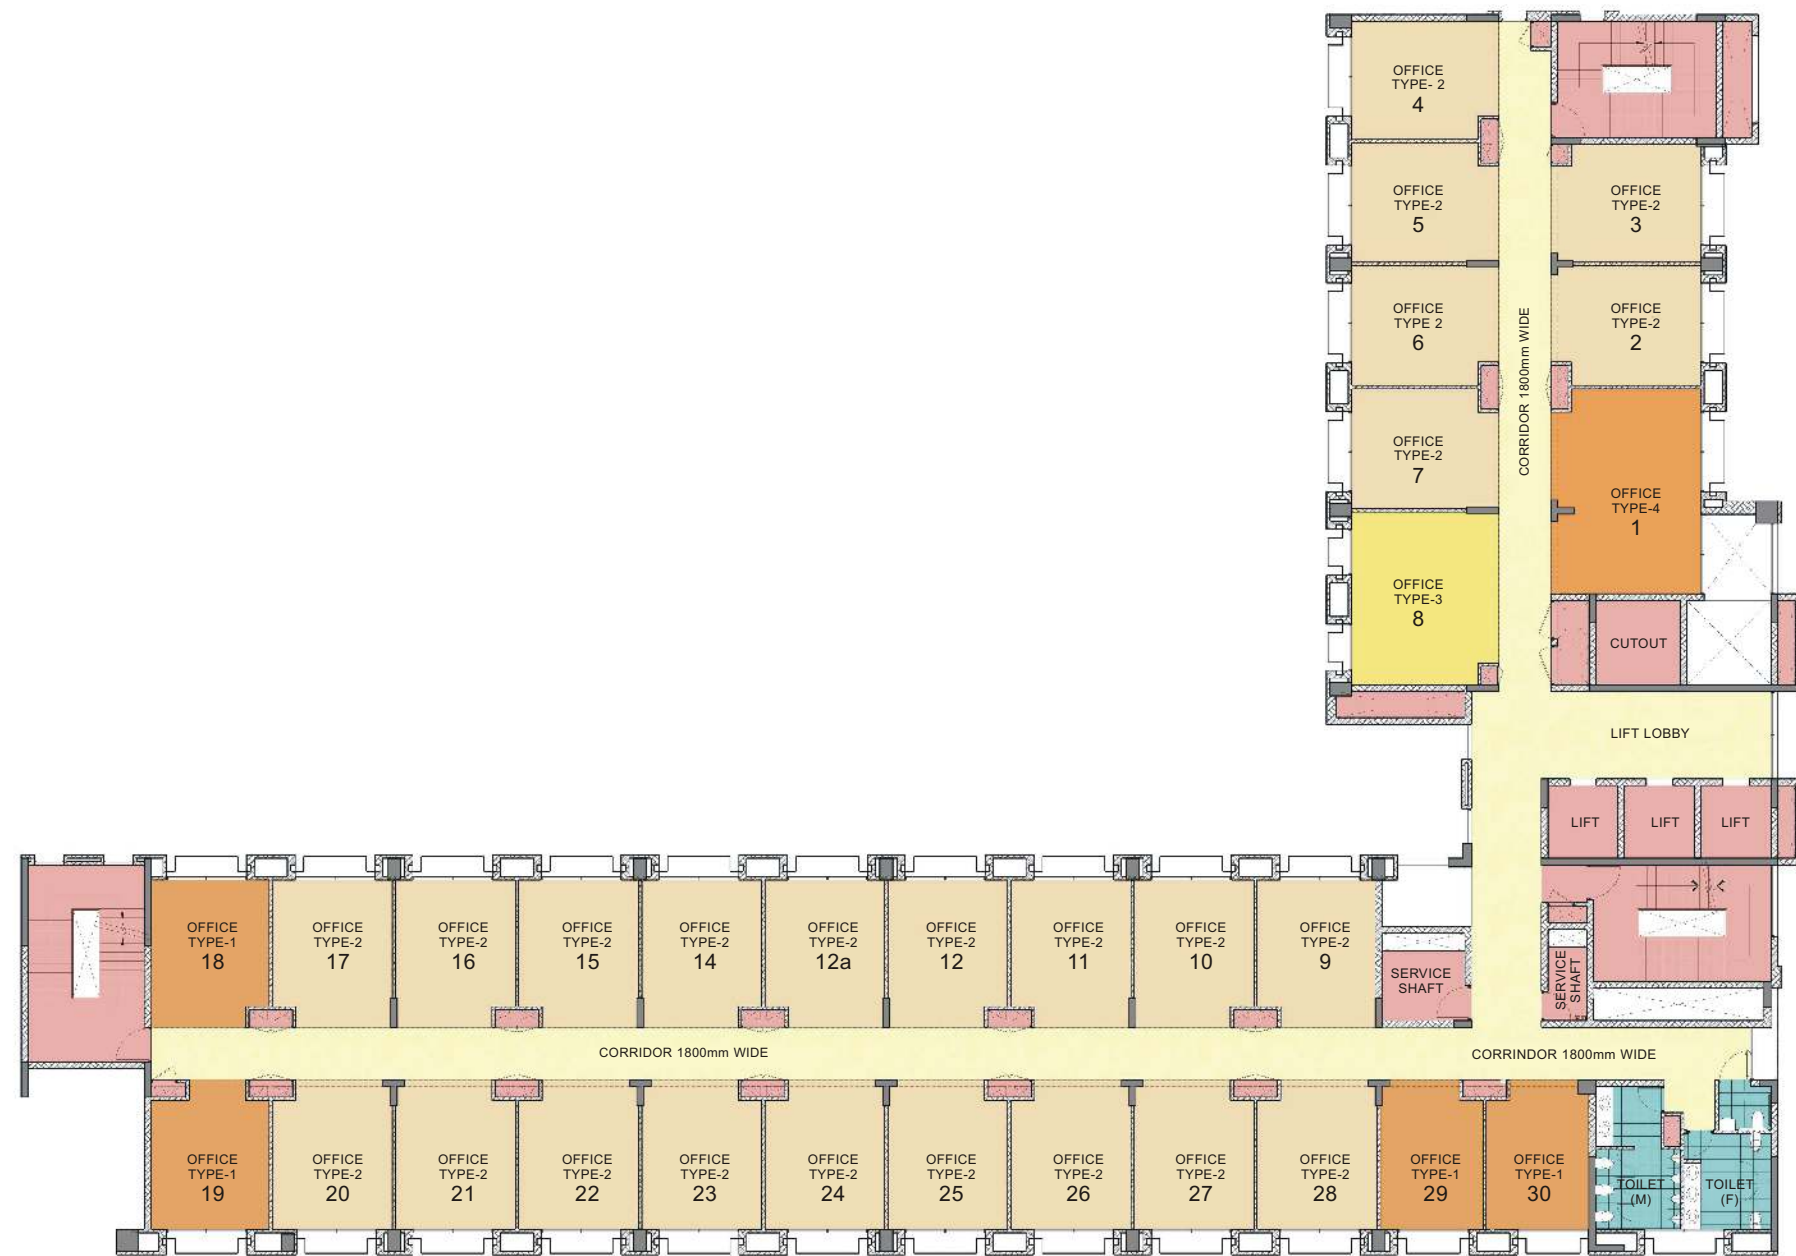 OFFICE
TYPE- 2
4
OFFICE
TYPE-2
5
OFFICE
TYPE-2
3
OFFICE
TYPE 2
6
OFFICE
TYPE-2
2
CORRIDOR 1800mm WIDE
OFFICE
TYPE-2
7
OFFICE
TYPE-4
1
OFFICE
TYPE-3
8
CUTOUT
LIFT LOBBY
LIFT
LIFT
LIFT
OFFICE
TYPE-1
18
OFFICE
TYPE-2
17
OFFICE
TYPE-2
16
OFFICE
TYPE-2
15
OFFICE
TYPE-2
14
OFFICE
TYPE-2
12a
OFFICE
TYPE-2
12
OFFICE
TYPE-2
11
OFFICE
TYPE-2
10
OFFICE
TYPE-2
9
SERVICE
SHAFT
SERVICE
SHAFT
CORRIDOR 1800mm WIDE
CORRINDOR 1800mm WIDE
OFFICE
TYPE-1
19
OFFICE
TYPE-2
20
OFFICE
TYPE-2
21
OFFICE
TYPE-2
22
OFFICE
TYPE-2
23
OFFICE
TYPE-2
24
OFFICE
TYPE-2
25
OFFICE
TYPE-2
26
OFFICE
TYPE-2
27
OFFICE
TYPE-2
28
OFFICE
TYPE-1
29
OFFICE
TYPE-1
30
TOILET
(M)
TOILET
(F)